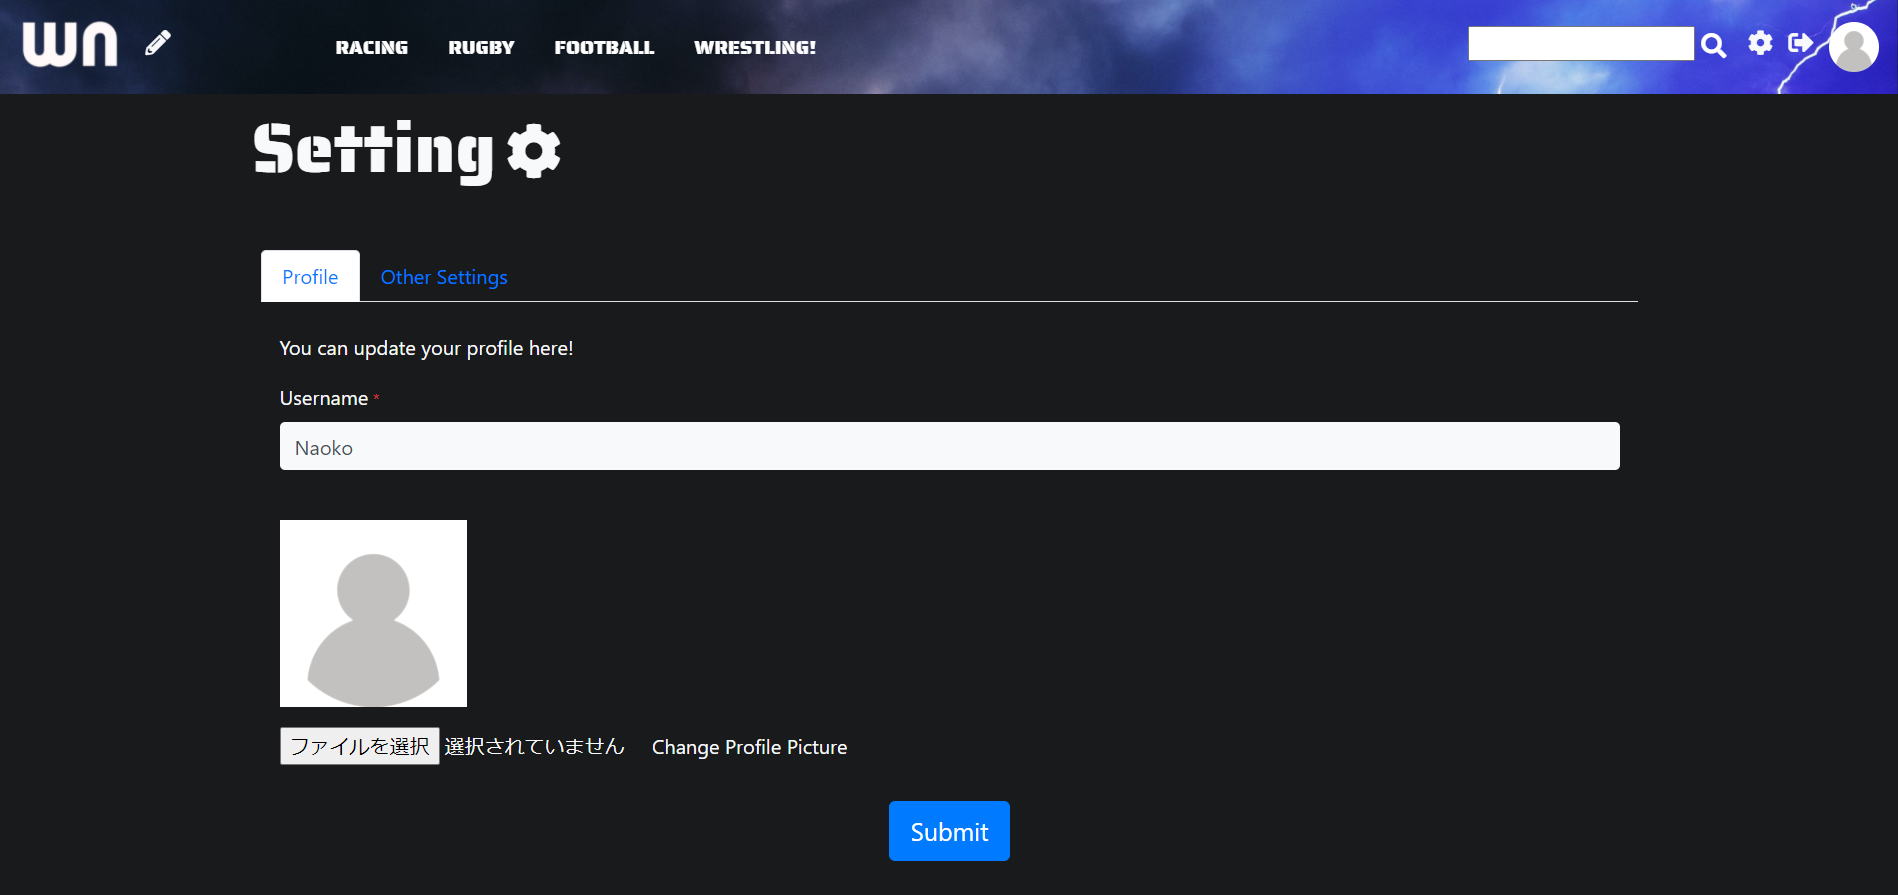 wn RACING RUGBY FOOTBALL WRESTLING!
Setting
Profile Other Settings
You can update your profile here!
Username *
Naoko
ファイルを選択 選択されていません Change Profile Picture
Submit